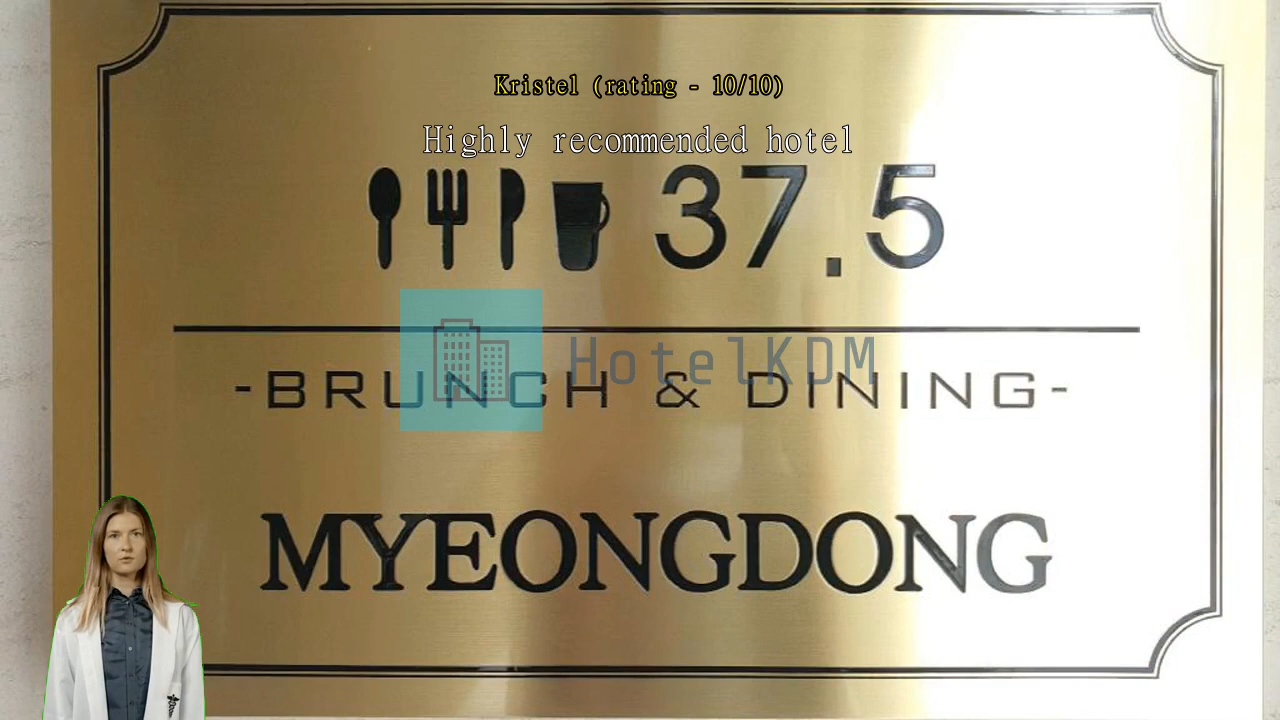 Kristel (rating - 10/10)
Highly recommended hotel
37.5
HotelKDM
-BRUNCH & DINING-
MYEONGDONG